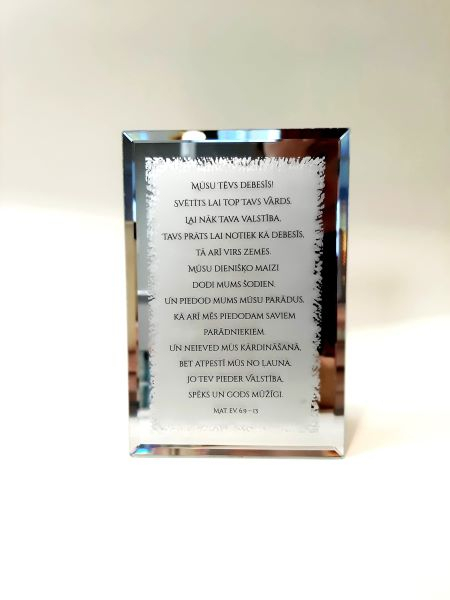 Mūsu Tēvs debesīs!
Svētīts lai top Tavs Vārds.
Lai nāk Tava valstība,
Tavs prāts lai notiek kā debesīs,
tā arī virs zemes.
Mūsu dienišķo maizi
dodi mums šodien.
Un piedod mums mūsu parādus,
kā arī mēs piedodam saviem
parādniekiem.
Un neieved mūs kārdināšanā,
bet atpestī mūs no ļauna,
jo Tev pieder valstība,
spēks un gods mūžīgi.
Mat. ev. 6:9 - 13